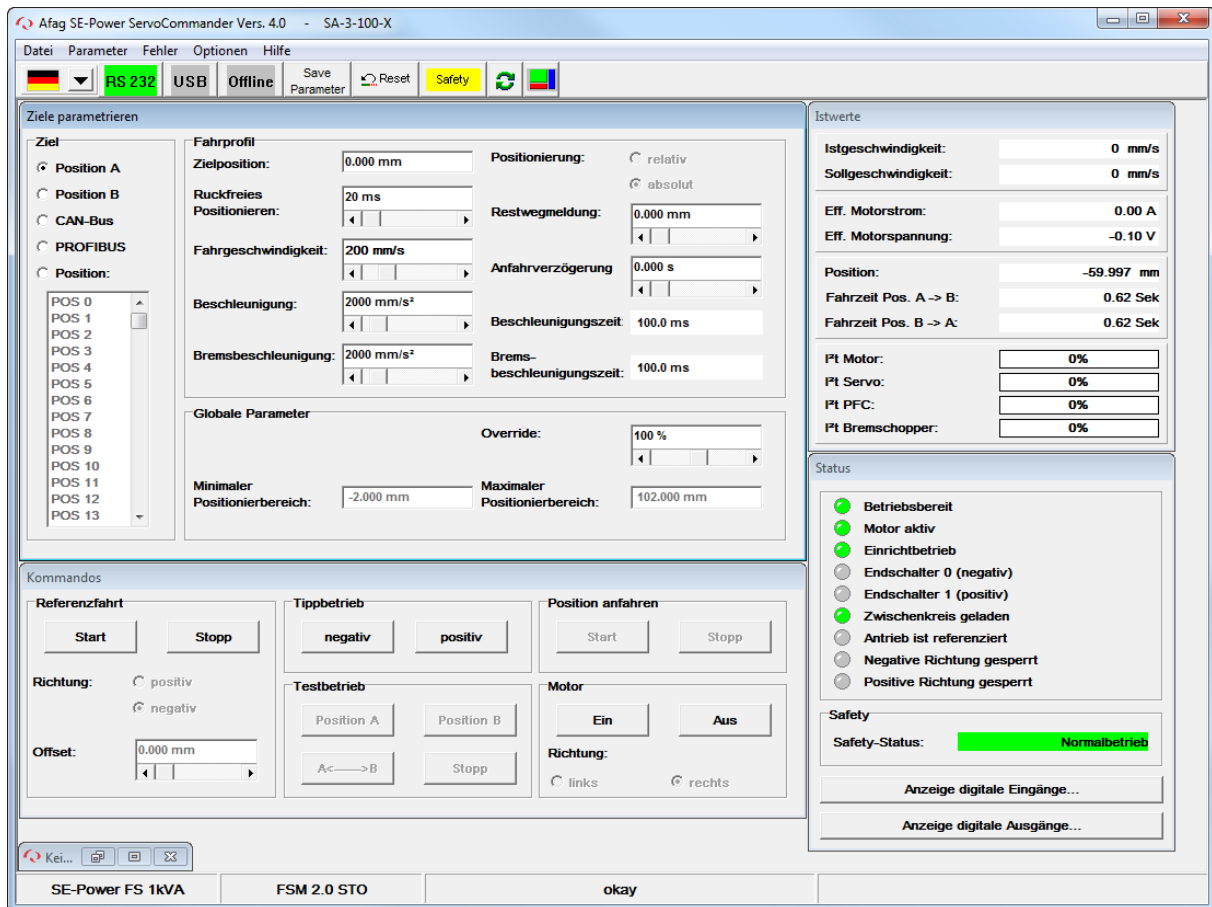 Afag SE-Power ServoCommander Vers. 4.0 - SA-3-100-X
Datei Parameter Fehler Optionen Hilfe
RS 232 USB Offline Save Parameter Reset Safety
Ziele parametrieren
Ziel
Position A
Position B
CAN-Bus
PROFIBUS
Position:
POS 0
POS 1
POS 2
POS 3
POS 4
POS 5
POS 6
POS 7
POS 8
POS 9
POS 10
POS 11
POS 12
POS 13
Fahrprofil
Zielposition: 0.000 mm
Ruckfreies
Positionieren: 20 ms
Fahrgeschwindigkeit: 200 mm/s
Beschleunigung: 2000 mm/s²
Bremsbeschleunigung: 2000 mm/s²
Positionierung: relativ
absolut
Restwegmeldung: 0.000 mm
Anfahrverzögerung 0.000 s
Beschleunigungszeit: 100.0 ms
Brems-
beschleunigungszeit: 100.0 ms
Globale Parameter
Override: 100 %
Minimaler
Positionierbereich: -2.000 mm
Maximaler
Positionierbereich: 102.000 mm
Kommandos
Referenzfahrt
Start Stopp
Richtung: positiv
negativ
Offset: 0.000 mm
Tippbetrieb
negativ positiv
Testbetrieb
Position A Position B
A<---->B Stopp
Position anfahren
Start Stopp
Motor
Ein Aus
Richtung:
links rechts
Istwerte
Istgeschwindigkeit: 0 mm/s
Sollgeschwindigkeit: 0 mm/s
Eff. Motorstrom: 0.00 A
Eff. Motorspannung: -0.10 V
Position: -59.997 mm
Fahrzeit Pos. A -> B: 0.62 Sek
Fahrzeit Pos. B -> A: 0.62 Sek
I²t Motor: 0%
I²t Servo: 0%
I²t PFC: 0%
I²t Bremschopper: 0%
Status
Betriebsbereit
Motor aktiv
Einrichtbetrieb
Endschalter 0 (negativ)
Endschalter 1 (positiv)
Zwischenkreis geladen
Antrieb ist referenziert
Negative Richtung gesperrt
Positive Richtung gesperrt
Safety
Safety-Status: Normalbetrieb
Anzeige digitale Eingänge...
Anzeige digitale Ausgänge...
Kei...
SE-Power FS 1kVA FSM 2.0 STO okay